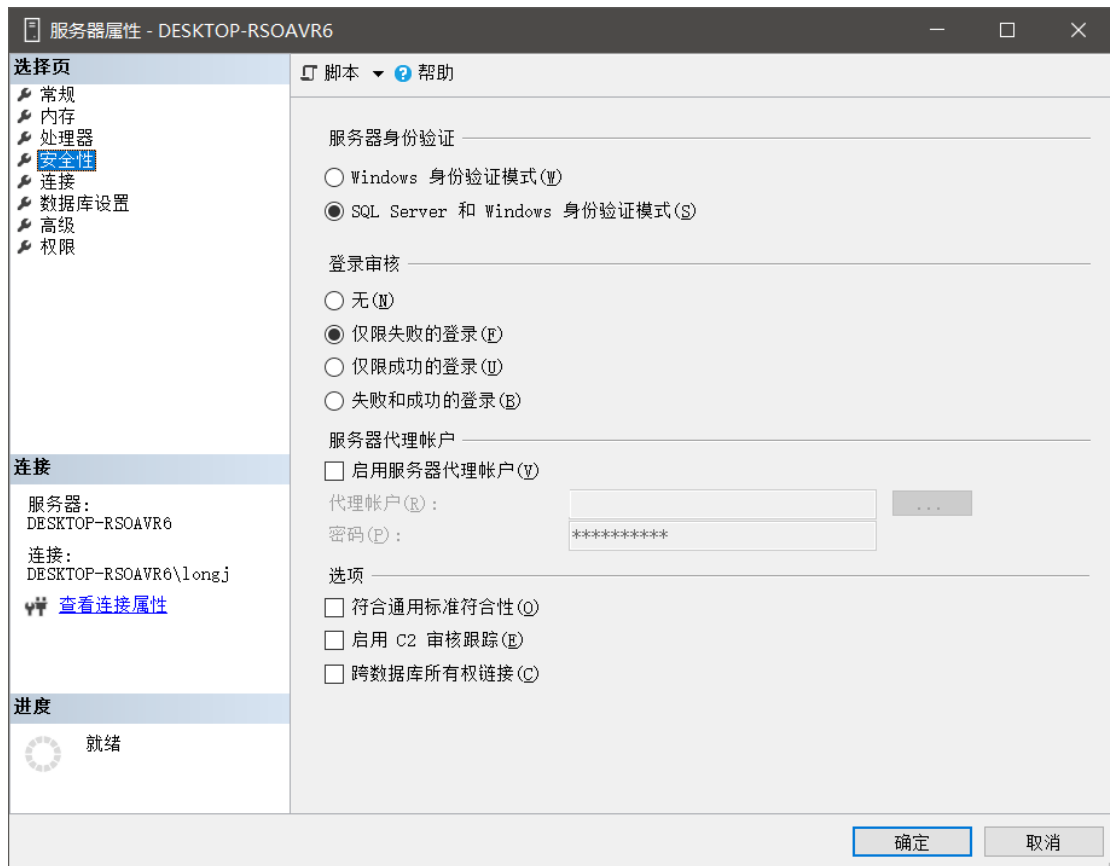 服务器属性 - DESKTOP-RSOAVR6
选择页
常规
内存
处理器
安全性
连接
数据库设置
高级
权限
连接
服务器:
DESKTOP-RSOAVR6
连接:
DESKTOP-RSOAVR6\longj
查看连接属性
进度
就绪
脚本 帮助
服务器身份验证
Windows 身份验证模式(W)
SQL Server 和 Windows 身份验证模式(S)
登录审核
无(N)
仅限失败的登录(F)
仅限成功的登录(U)
失败和成功的登录(B)
服务器代理帐户
启用服务器代理帐户(V)
代理帐户(R):
...
密码(P):
**********
选项
符合通用标准符合性(O)
启用 C2 审核跟踪(E)
跨数据库所有权链接(C)
确定 取消